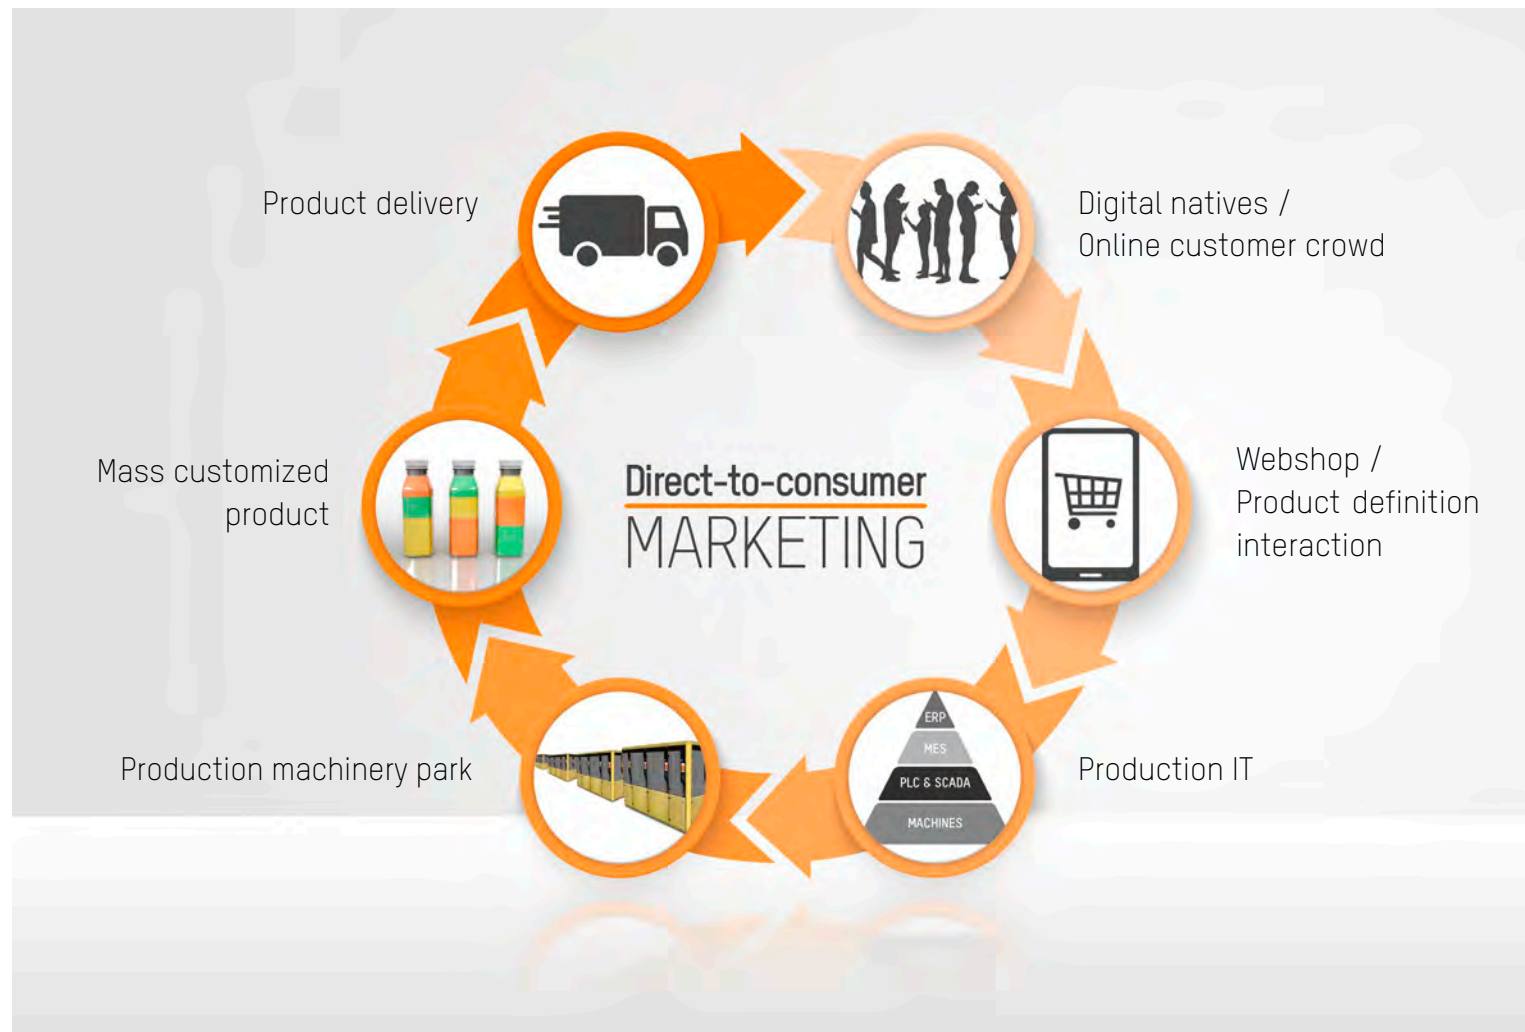 Product delivery
Digital natives /
Online customer crowd
Mass customized
product
Direct-to-consumer
MARKETING
Webshop /
Product definition
interaction
Production machinery park
ERP
MES
PLC & SCADA
MACHINES
Production IT